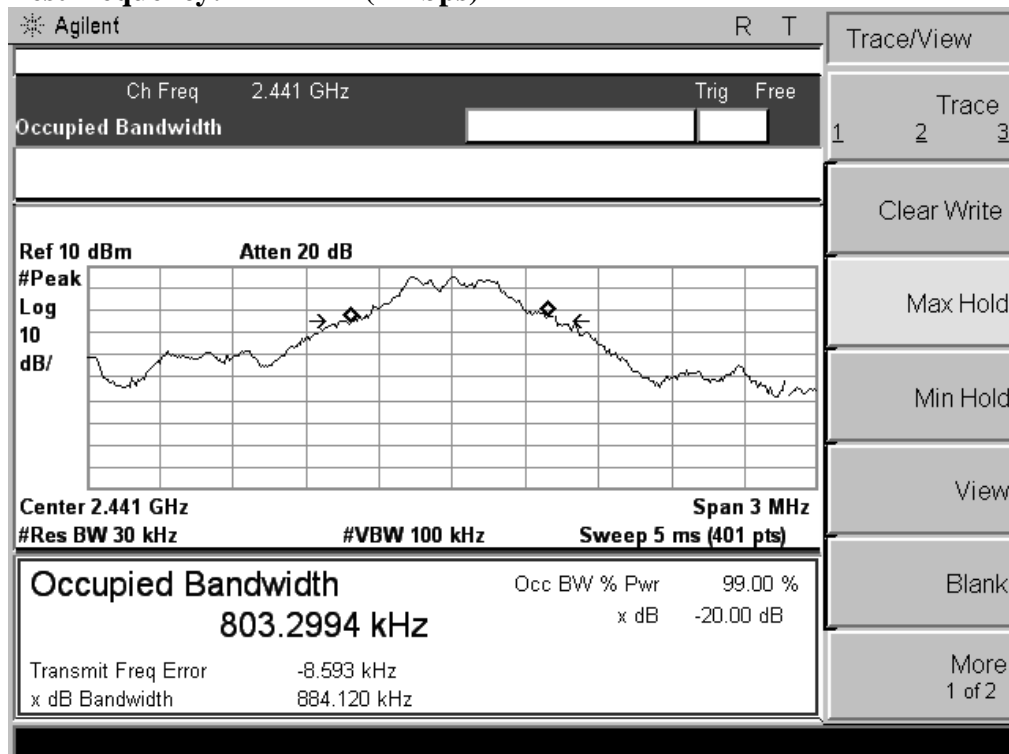 Agilent R T
Trace/View
Ch Freq 2.441 GHz Trig Free
Occupied Bandwidth
Trace
1 2 3
Clear Write
Max Hold
Min Hold
View
Blank
More
1 of 2
Ref 10 dBm Atten 20 dB
#Peak
Log
10
dB/
Center 2.441 GHz Span 3 MHz
#Res BW 30 kHz #VBW 100 kHz Sweep 5 ms (401 pts)
Occupied Bandwidth
803.2994 kHz
Occ BW % Pwr 99.00 %
x dB -20.00 dB
Transmit Freq Error -8.593 kHz
x dB Bandwidth 884.120 kHz